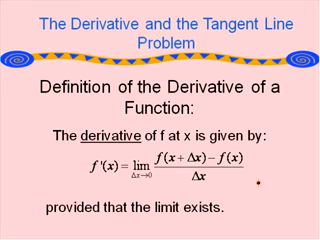 The Derivative and the Tangent Line
Problem
Definition of the Derivative of a
Function:
The derivative of f at x is given by:
f '(x) = lim Δx→0 f(x + Δx) − f(x) / Δx
provided that the limit exists.